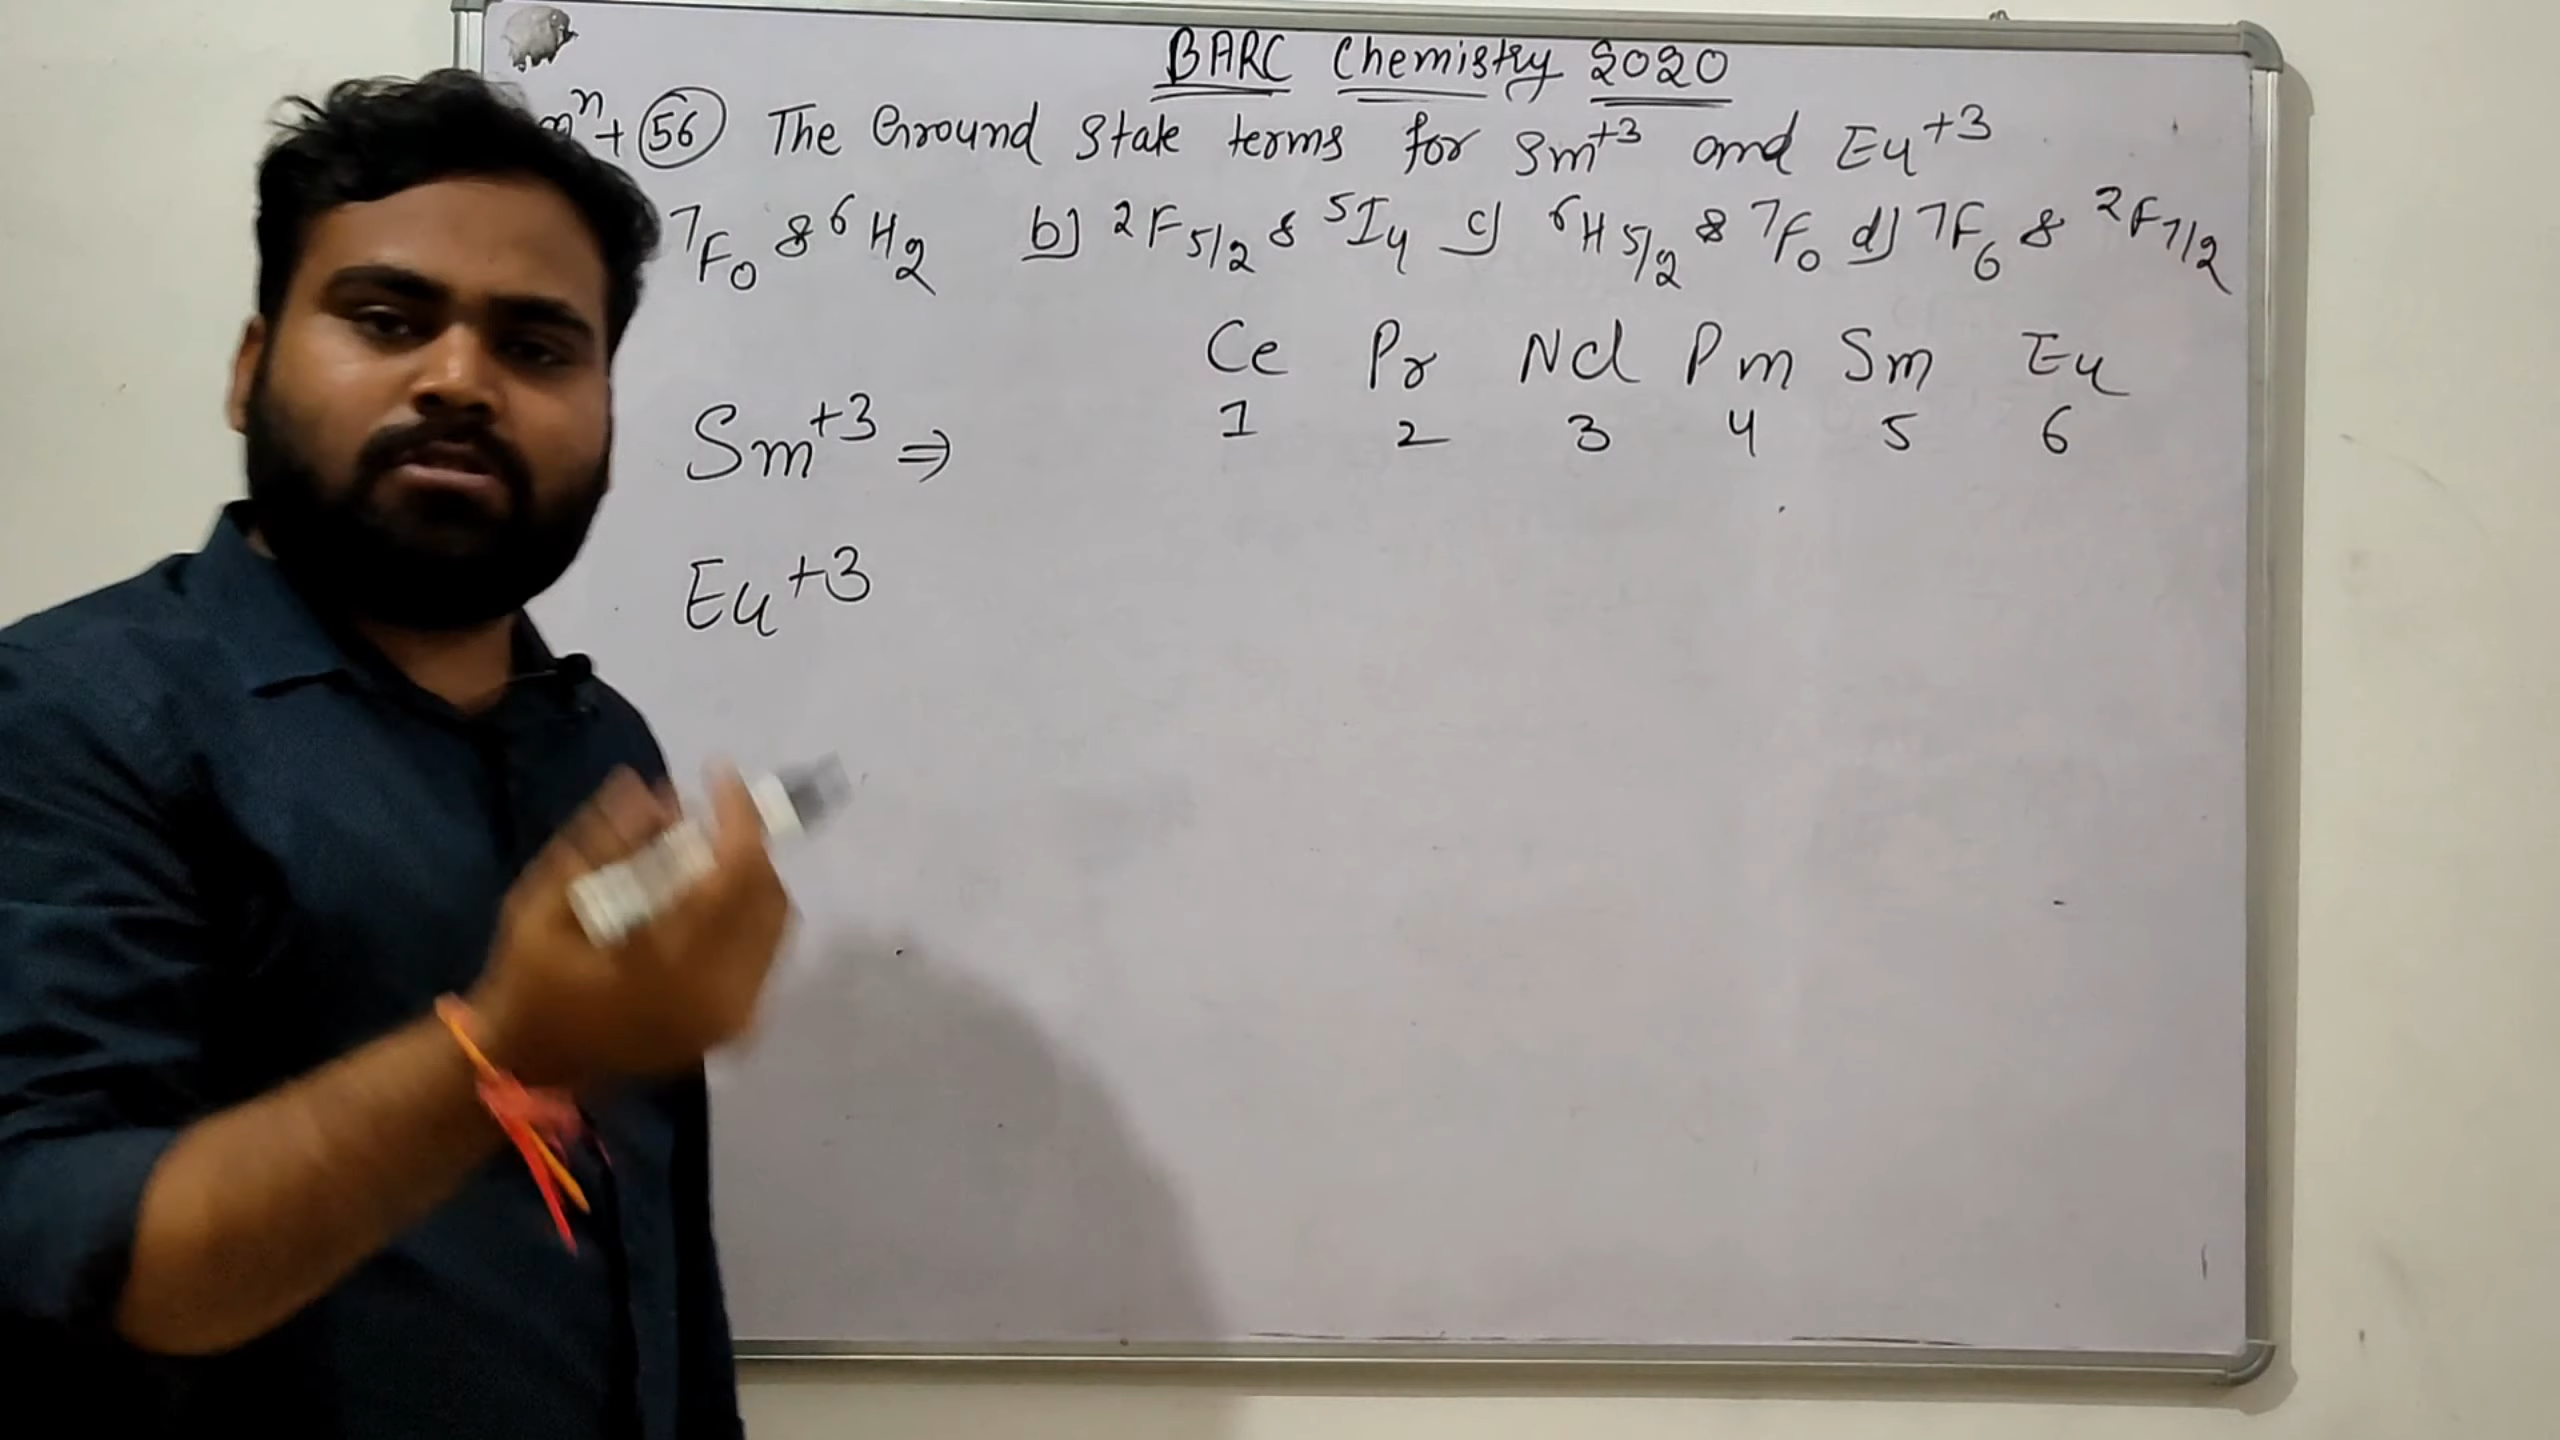 BARC Chemistry 2020
n+ 56 The Ground State terms for Sm+3 and Eu+3
7F0 & 6H2 b) 2F5/2 & 5I4 c) 6H5/2 & 7F0 d) 7F6 & 2F7/2
Ce Pr Nd Pm Sm Eu
Sm+3 ⇒ 1 2 3 4 5 6
Eu+3